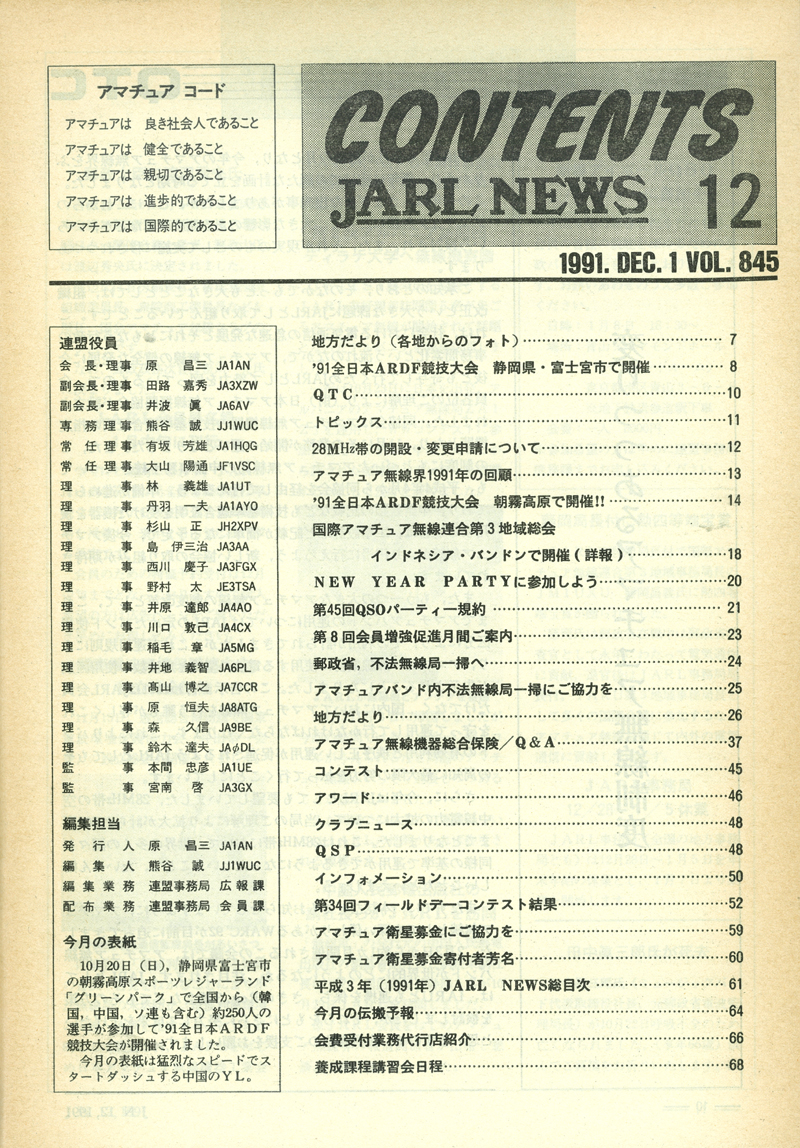 アマチュア コード
アマチュアは 良き社会人であること
アマチュアは 健全であること
アマチュアは 親切であること
アマチュアは 進歩的であること
アマチュアは 国際的であること
CONTENTS
JARL NEWS 12
1991. DEC. 1 VOL. 845
連盟役員
会長・理事 原 昌三 JA1AN
副会長・理事 田路 嘉秀 JA3XZW
副会長・理事 井波 眞 JA6AV
専務理事 熊谷 誠 JJ1WUC
常任理事 有坂 芳雄 JA1HQG
常任理事 大山 陽通 JF1VSC
理事 林 義雄 JA1UT
理事 丹羽 一夫 JA1AYO
理事 杉山 正 JH2XPV
理事 島 伊三治 JA3AA
理事 西川 慶子 JA3FGX
理事 野村 太 JE3TSA
理事 井原 達郎 JA4AO
理事 川口 敦己 JA4CX
理事 稲毛 章 JA5MG
理事 井地 義智 JA6PL
理事 髙山 博之 JA7CCR
理事 原 恒夫 JA8ATG
理事 森 久信 JA9BE
理事 鈴木 達夫 JAφDL
監事 本間 忠彦 JA1UE
監事 宮南 啓 JA3GX
編集担当
発行人 原 昌三 JA1AN
編集人 熊谷 誠 JJ1WUC
編集業務 連盟事務局 広報課
配布業務 連盟事務局 会員課
今月の表紙
10月20日（日），静岡県富士宮市
の朝霧高原スポーツレジャーランド
「グリーンパーク」で全国から（韓
国，中国，ソ連も含む）約250人の
選手が参加して'91全日本ARDF
競技大会が開催されました。
今月の表紙は猛烈なスピードでス
タートダッシュする中国のYL。
地方だより（各地からのフォト）………… 7
'91全日本ARDF競技大会 静岡県・富士宮市で開催………… 8
QTC…………10
トピックス…………11
28MHz帯の開設・変更申請について…………12
アマチュア無線界1991年の回顧…………13
'91全日本ARDF競技大会 朝霧高原で開催!!…………14
国際アマチュア無線連合第3地域総会
インドネシア・バンドンで開催（詳報）…………18
NEW YEAR PARTYに参加しよう…………20
第45回QSOパーティー規約…………21
第8回会員増強促進月間ご案内…………23
郵政省，不法無線局一掃へ…………24
アマチュアバンド内不法無線局一掃にご協力を…………25
地方だより…………26
アマチュア無線機器総合保険／Q＆A…………37
コンテスト…………45
アワード…………46
クラブニュース…………48
QSP…………48
インフォメーション…………50
第34回フィールドデーコンテスト結果…………52
アマチュア衛星募金にご協力を…………59
アマチュア衛星募金寄付者芳名…………60
平成3年（1991年）JARL NEWS総目次…………61
今月の伝搬予報…………64
会費受付業務代行店紹介…………66
養成課程講習会日程…………68